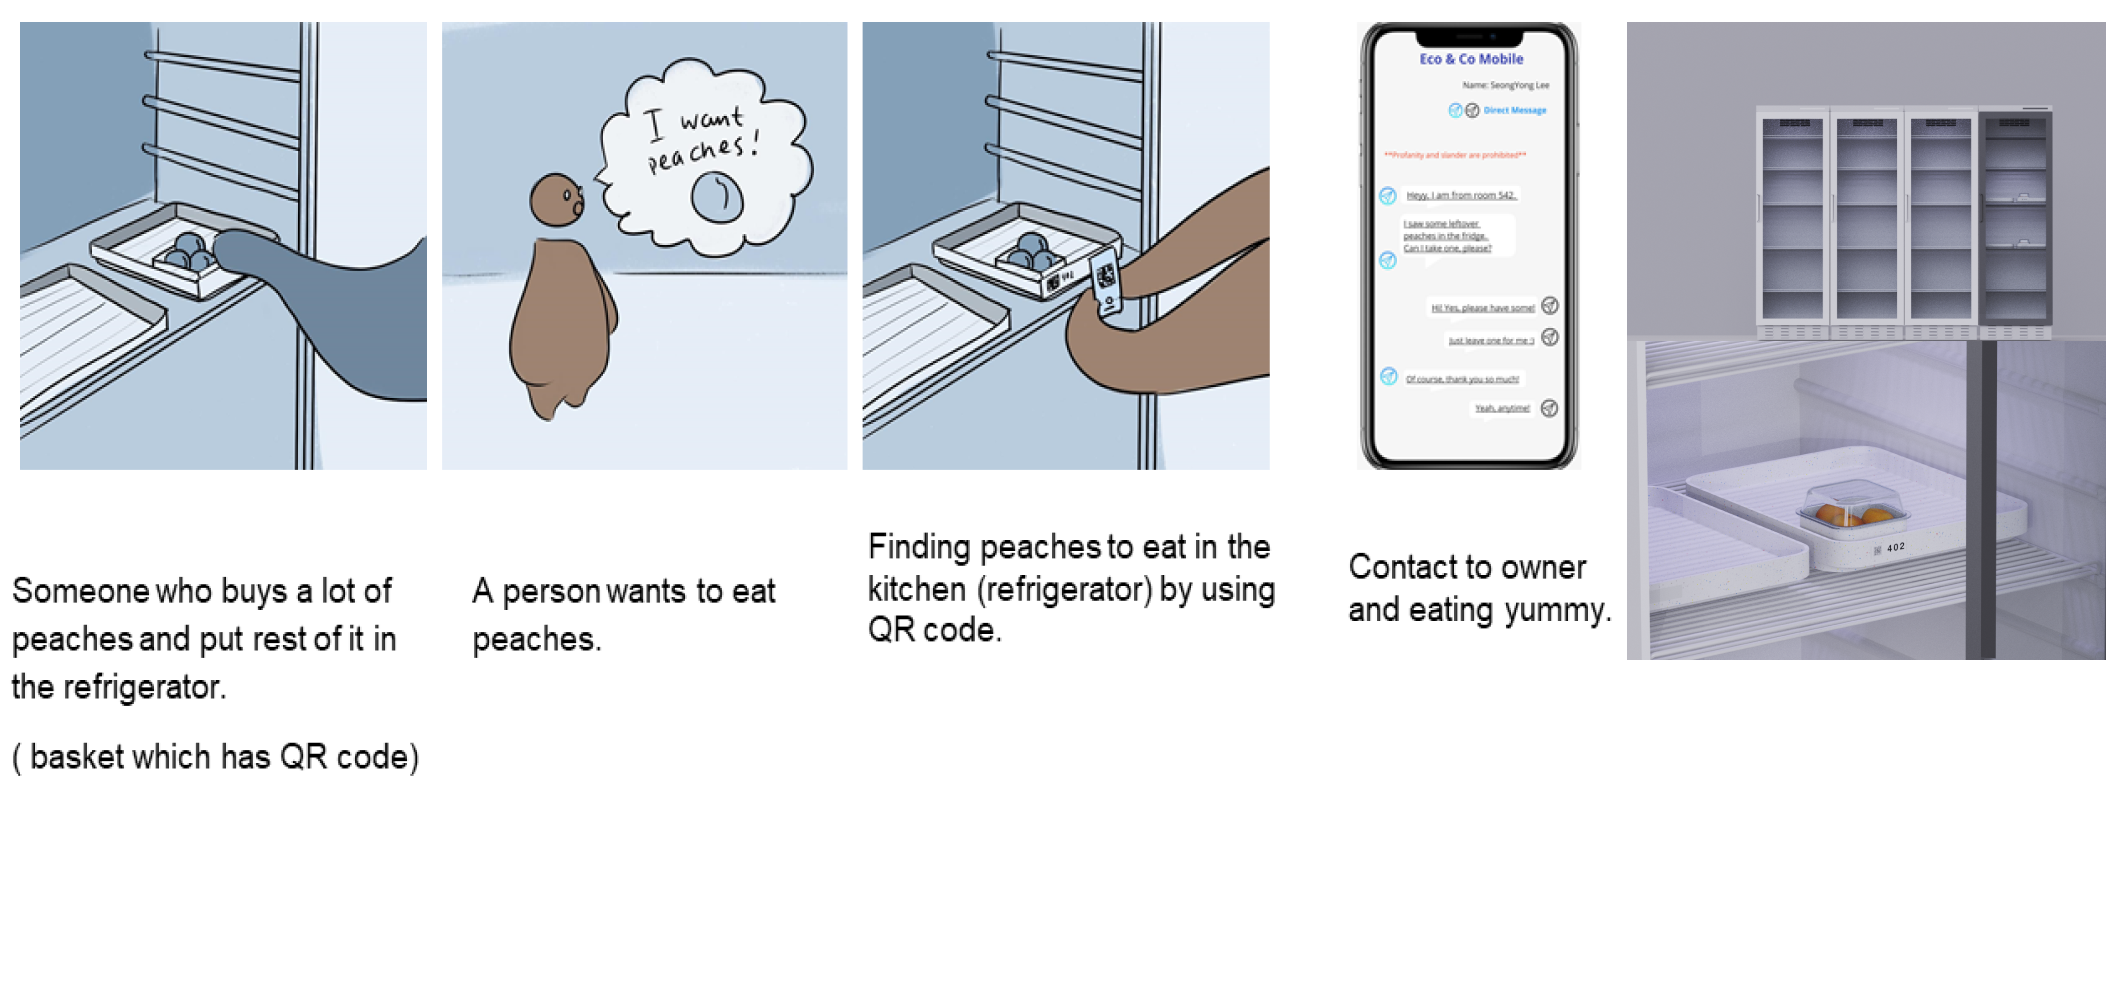 I want
peaches!
Eco & Co Mobile
Name: SeongYong Lee
Direct Message
**Profanity and slander are prohibited**
Heyy, I am from room 542,
I saw some leftover
peaches in the fridge.
Can I take one, please?
Hi! Yes, please have some!
Just leave one for me :)
Of course, thank you so much!
Yeah, anytime!
402
Someone who buys a lot of
peaches and put rest of it in
the refrigerator.
( basket which has QR code)
A person wants to eat
peaches.
Finding peaches to eat in the
kitchen (refrigerator) by using
QR code.
Contact to owner
and eating yummy.